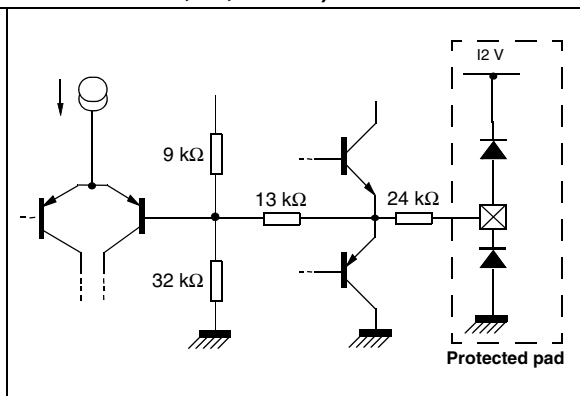 I2 V
9 kΩ
13 kΩ
24 kΩ
32 kΩ
Protected pad